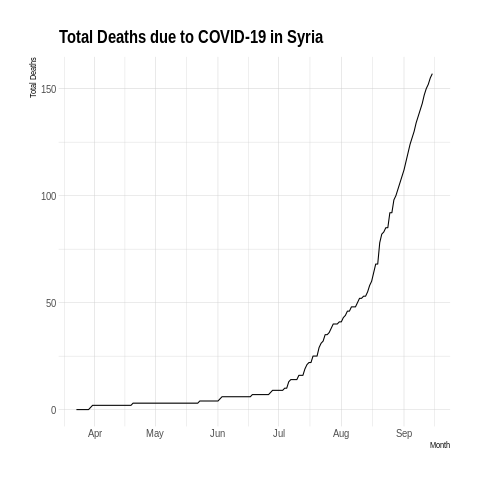 Total Deaths due to COVID-19 in Syria
Total Deaths
150
100
50
0
Apr May Jun Jul Aug Sep
Month